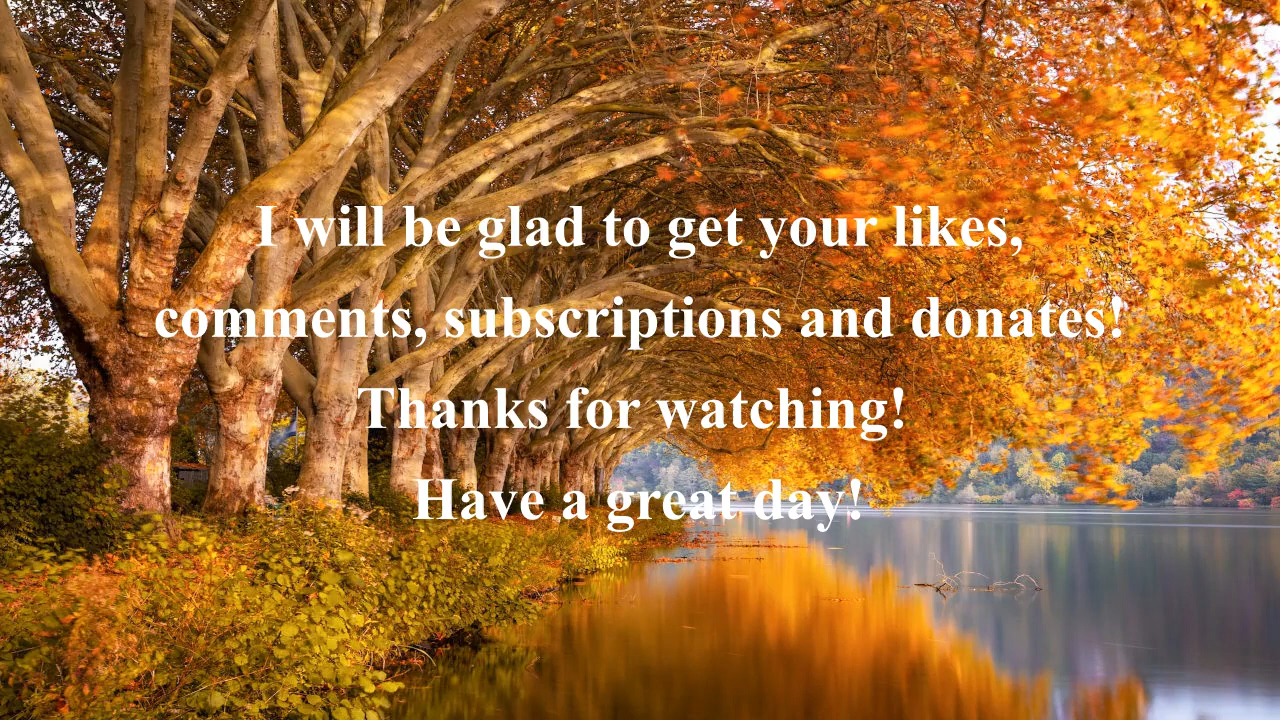 I will be glad to get your likes,
comments, subscriptions and donates!
Thanks for watching!
Have a great day!